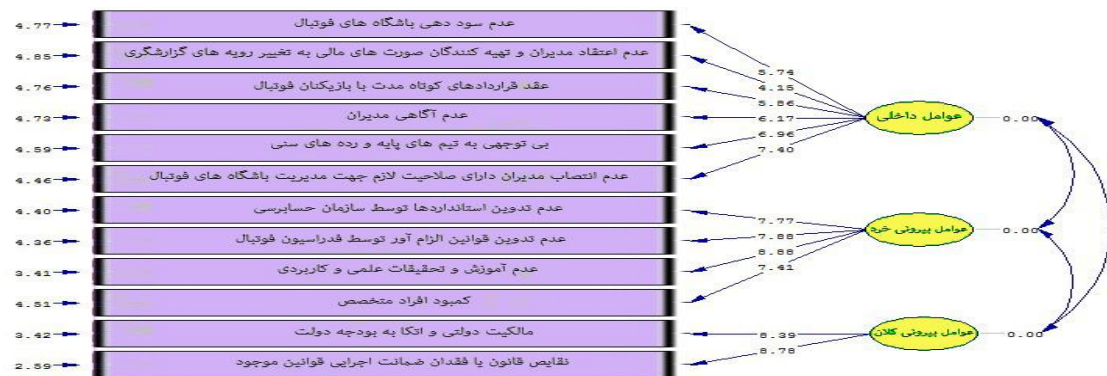 4.77 عدم سود دهی باشگاه های فوتبال
4.85 عدم اعتقاد مدیران و تهیه کنندگان صورت های مالی به تغییر رویه های گزارشگری
4.76 عقد قراردادهای کوتاه مدت با بازیکنان فوتبال
4.73 عدم آگاهی مدیران
4.59 بی توجهی به تیم های پایه و رده های سنی
4.46 عدم انتصاب مدیران دارای صلاحیت لازم جهت مدیریت باشگاه های فوتبال
4.40 عدم تدوین استانداردها توسط سازمان حسابرسی
4.36 عدم تدوین قوانین الزام آور توسط فدراسیون فوتبال
3.41 عدم آموزش و تحقیقات علمی و کاربردی
4.51 کمبود افراد متخصص
3.42 مالکیت دولتی و اتکا به بودجه دولت
2.59 نقایص قانون یا فقدان ضمانت اجرایی قوانین موجود
5.74
4.15
5.86
6.17
6.96
7.40
عوامل داخلی 0.00
7.77
7.88
8.88
7.41
عوامل بیرونی خرد 0.00
8.39
8.78
عوامل بیرونی کلان 0.00